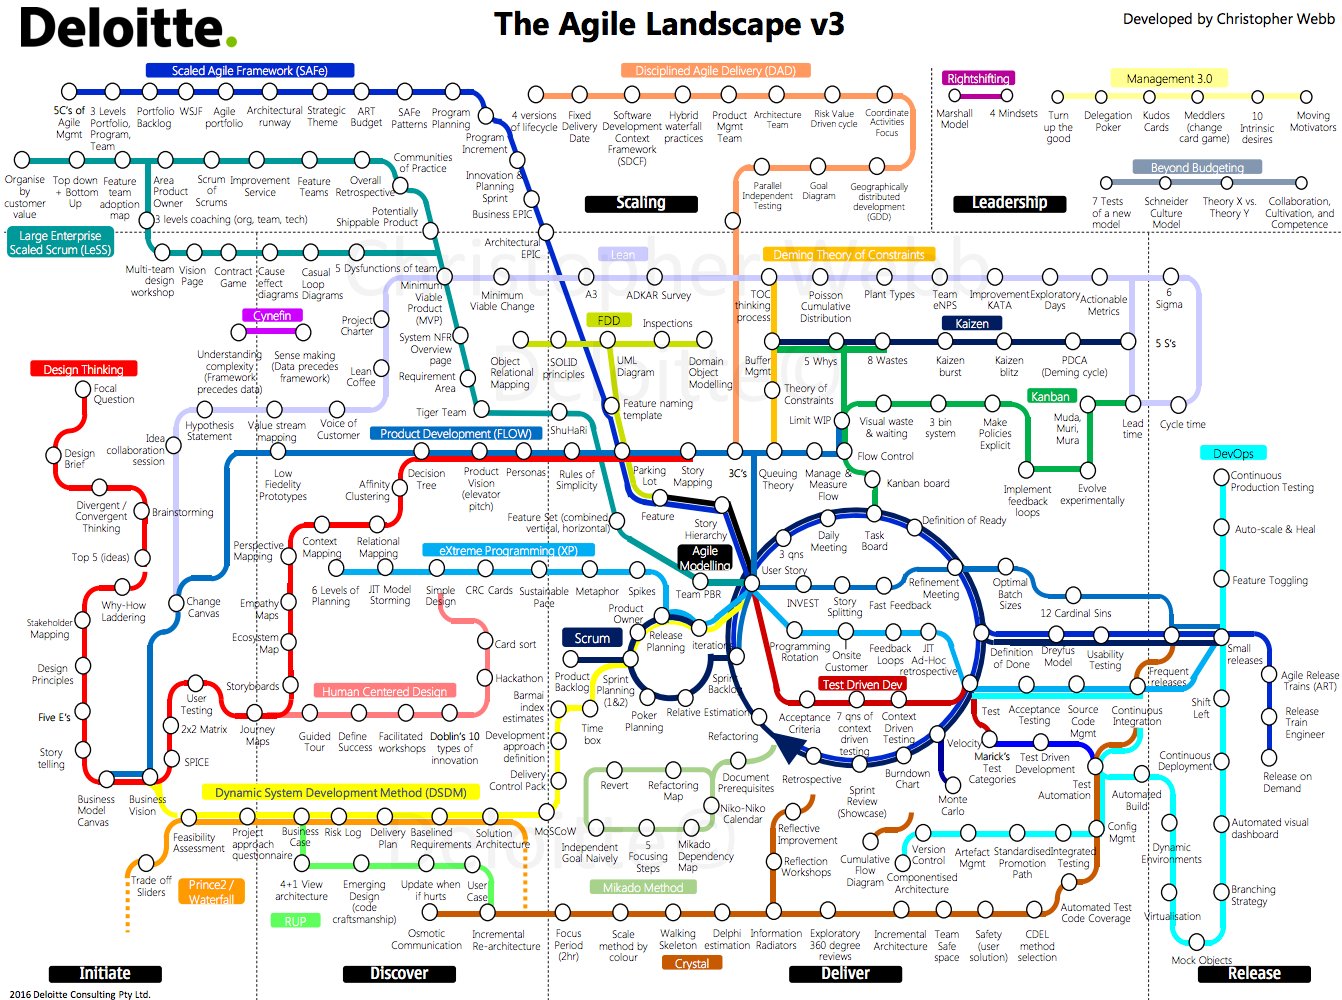 Deloitte.
The Agile Landscape v3
Developed by Christopher Webb
Scaled Agile Framework (SAFe)
5C's of
Agile
Mgmt
3 Levels
Portfolio,
Program,
Team
Portfolio
Backlog
WSJF
Agile
portfolio
Architectural
runway
Strategic
Theme
ART
Budget
SAFe
Patterns
Program
Planning
Program
Increment
Innovation &
Planning
Sprint
Business EPIC
Architectural
EPIC
Disciplined Agile Delivery (DAD)
4 versions
of lifecycle
Fixed
Delivery
Date
Software
Development
Context
Framework
(SDCF)
Hybrid
waterfall
practices
Product
Mgmt
Team
Architecture
Team
Risk Value
Driven cycle
Coordinate
Activities
Focus
Parallel
Independent
Testing
Goal
Diagram
Geographically
distributed
development
(GDD)
Scaling
Rightshifting
Marshall
Model
4 Mindsets
Management 3.0
Turn
up the
good
Delegation
Poker
Kudos
Cards
Meddlers
(change
card game)
10
Intrinsic
desires
Moving
Motivators
Beyond Budgeting
7 Tests
of a new
model
Schneider
Culture
Model
Theory X vs.
Theory Y
Collaboration,
Cultivation, and
Competence
Leadership
Organise
by
customer
value
Top down
+ Bottom
Up
Feature
team
adoption
map
Area
Product
Owner
Scrum
of
Scrums
Improvement
Service
Feature
Teams
Overall
Retrospective
Communities
of Practice
Potentially
Shippable Product
3 levels coaching (org, team, tech)
Large Enterprise
Scaled Scrum (LeSS)
Multi-team
design
workshop
Vision
Page
Contract
Game
Cause
effect
diagrams
Casual
Loop
Diagrams
5 Dysfunctions of team
Minimum
Viable
Product
(MVP)
System NFR
Overview
page
Requirement
Area
Tiger Team
ShuHaRi
Lean
Minimum
Viable Change
A3
ADKAR Survey
Deming Theory of Constraints
TOC
thinking
process
Poisson
Cumulative
Distribution
Plant Types
Team
eNPS
Improvement
KATA
Exploratory
Days
Actionable
Metrics
6
Sigma
5 S's
Cynefin
Understanding
complexity
(Framework
precedes data)
Sense making
(Data precedes
framework)
Project
Charter
Lean
Coffee
FDD
Inspections
Object
Relational
Mapping
SOLID
principles
UML
Diagram
Domain
Object
Modelling
Feature naming
template
Kaizen
Buffer
Mgmt
5 Whys
8 Wastes
Kaizen
burst
Kaizen
blitz
PDCA
(Deming cycle)
Theory of
Constraints
Limit WIP
Visual waste
& waiting
3 bin
system
Make
Policies
Explicit
Kanban
Muda,
Muri,
Mura
Lead
time
Cycle time
Implement
feedback
loops
Evolve
experimentally
Flow Control
Kanban board
Design Thinking
Focal
Question
Design
Brief
Divergent /
Convergent
Thinking
Brainstorming
Top 5 (ideas)
Why-How
Laddering
Stakeholder
Mapping
Design
Principles
Five E's
Story
telling
Business
Model
Canvas
Business
Vision
SPICE
2x2 Matrix
User
Testing
Journey
Maps
Storyboards
Ecosystem
Map
Empathy
Maps
Perspective
Mapping
Context
Mapping
Relational
Mapping
Affinity
Clustering
Idea
collaboration
session
Hypothesis
Statement
Value stream
mapping
Voice of
Customer
Change
Canvas
Product Development (FLOW)
Low
Fiedelity
Prototypes
Decision
Tree
Product
Vision
(elevator
pitch)
Personas
Rules of
Simplicity
Parking
Lot
Story
Mapping
3C's
Queuing
Theory
Manage &
Measure
Flow
Feature Set (combined
vertical, horizontal)
Feature
Story
Hierarchy
Agile
Modelling
Team PBR
eXtreme Programming (XP)
6 Levels of
Planning
JIT Model
Storming
Simple
Design
CRC Cards
Sustainable
Pace
Metaphor
Spikes
Product
Owner
Release
Planning
iterations
Card sort
Hackathon
Human Centered Design
Guided
Tour
Define
Success
Facilitated
workshops
Doblin's 10
types of
innovation
Scrum
Product
Backlog
Sprint
Planning
(1&2)
Poker
Planning
Relative Estimation
Sprint
Backlog
Time
box
Barmai
index
estimates
Development
approach
definition
Delivery
Control Pack
MoSCoW
3 qns
Daily
Meeting
Task
Board
Definition of Ready
User Story
INVEST
Story
Splitting
Fast Feedback
Refinement
Meeting
Optimal
Batch
Sizes
12 Cardinal Sins
Programming
Rotation
Onsite
Customer
Feedback
Loops
JIT
Ad-Hoc
retrospective
Definition
of Done
Dreyfus
Model
Usability
Testing
Frequent
releases
Small
releases
Test Driven Dev
Acceptance
Criteria
7 qns of
context
driven
testing
Context
Driven
Testing
Test
Acceptance
Testing
Source
Code
Mgmt
Continuous
Integration
Refactoring
Retrospective
Sprint
Review
(Showcase)
Burndown
Chart
Velocity
Monte
Carlo
Marick's
Test
Categories
Test Driven
Development
Test
Automation
Automated
Build
Config
Mgmt
Dynamic
Environments
Virtualisation
Mock Objects
DevOps
Continuous
Production Testing
Auto-scale & Heal
Feature Toggling
Shift
Left
Continuous
Deployment
Automated visual
dashboard
Branching
Strategy
Agile Release
Trains (ART)
Release
Train
Engineer
Release on
Demand
Dynamic System Development Method (DSDM)
Feasibility
Assessment
Project
approach
questionnaire
Business
Case
Risk Log
Delivery
Plan
Baselined
Requirements
Solution
Architecture
Trade off
Sliders
Prince2 /
Waterfall
RUP
4+1 View
architecture
Emerging
Design
(code
craftsmanship)
Update when
if hurts
User
Case
Revert
Refactoring
Map
Document
Properties
Niko-Niko
Calendar
Independent
Goal Naively
5
Focusing
Steps
Mikado
Dependency
Map
Mikado Method
Reflective
Improvement
Reflection
Workshops
Cumulative
Flow
Diagram
Version
Control
Componentised
Architecture
Artefact
Mgmt
Standardised
Promotion
Path
Integrated
Testing
Automated Test
Code Coverage
Osmotic
Communication
Incremental
Re-architecture
Focus
Period
(2hr)
Scale
method by
colour
Walking
Skeleton
Delphi
estimation
Information
Radiators
Exploratory
360 degree
reviews
Incremental
Architecture
Team
Safe
space
Safety
(user
solution)
CDEL
method
selection
Crystal
Initiate
Discover
Deliver
Release
2016 Deloitte Consulting Pty Ltd.